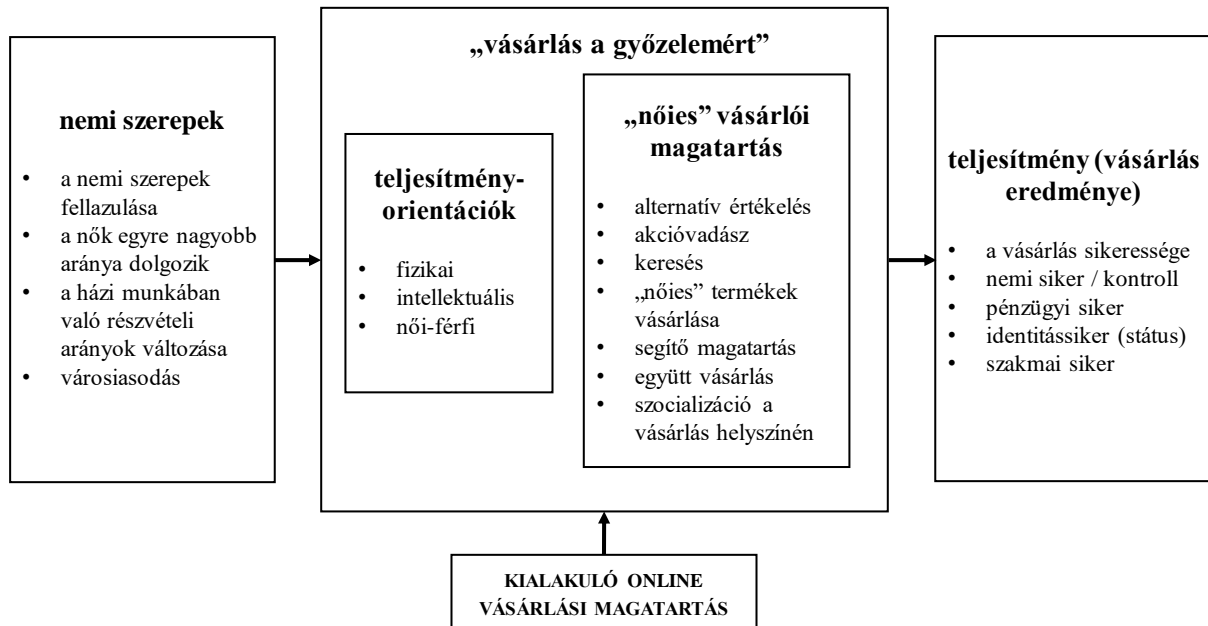 nemi szerepek
• a nemi szerepek
fellazulása
• a nők egyre nagyobb
aránya dolgozik
• a házi munkában
való részvételi
arányok változása
• városiasodás
„vásárlás a győzelemért”
teljesítmény-
orientációk
• fizikai
• intellektuális
• női-férfi
„nőies” vásárlói
magatartás
• alternatív értékelés
• akcióvadász
• keresés
• „nőies” termékek
vásárlása
• segítő magatartás
• együtt vásárlás
• szocializáció a
vásárlás helyszínén
teljesítmény (vásárlás
eredménye)
• a vásárlás sikeressége
• nemi siker / kontroll
• pénzügyi siker
• identitássiker (státus)
• szakmai siker
KIALAKULÓ ONLINE
VÁSÁRLÁSI MAGATARTÁS